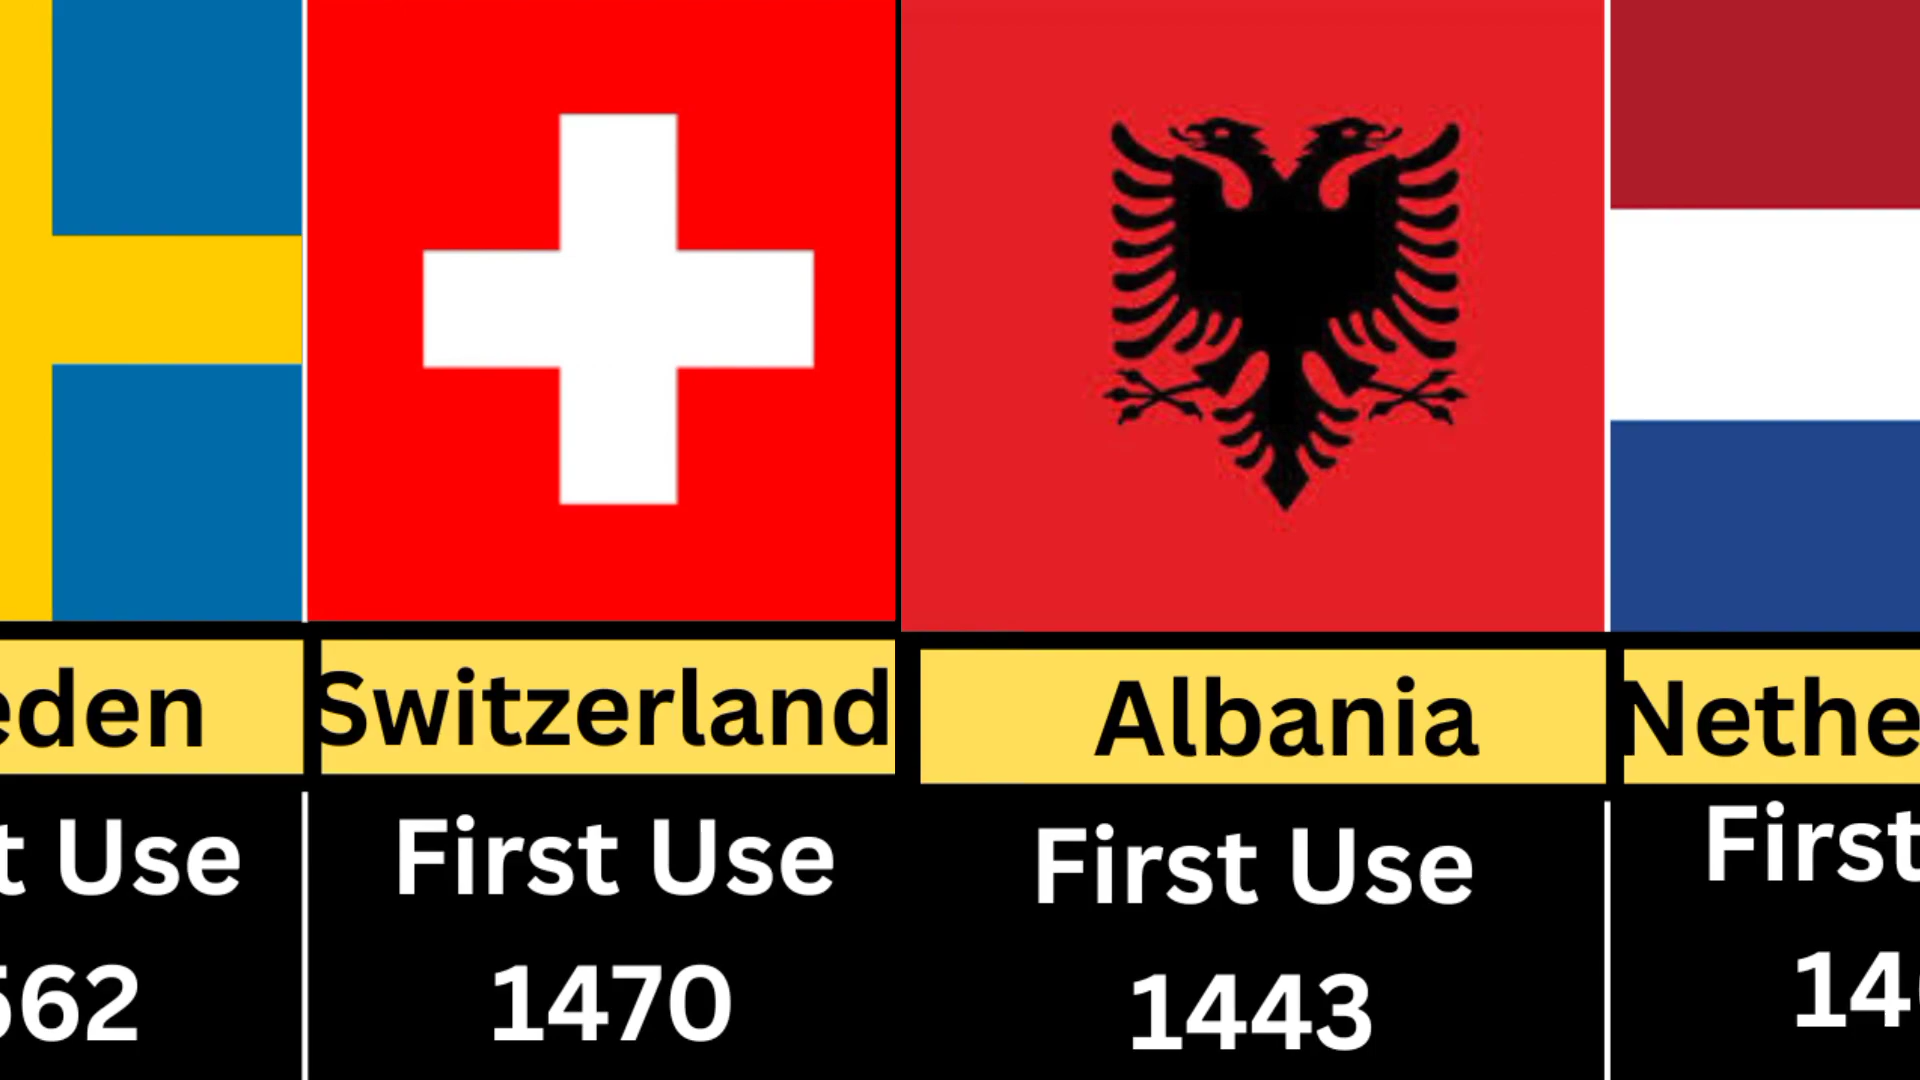 eden
t Use
562
Switzerland
First Use
1470
Albania
First Use
1443
Nethe
First
14